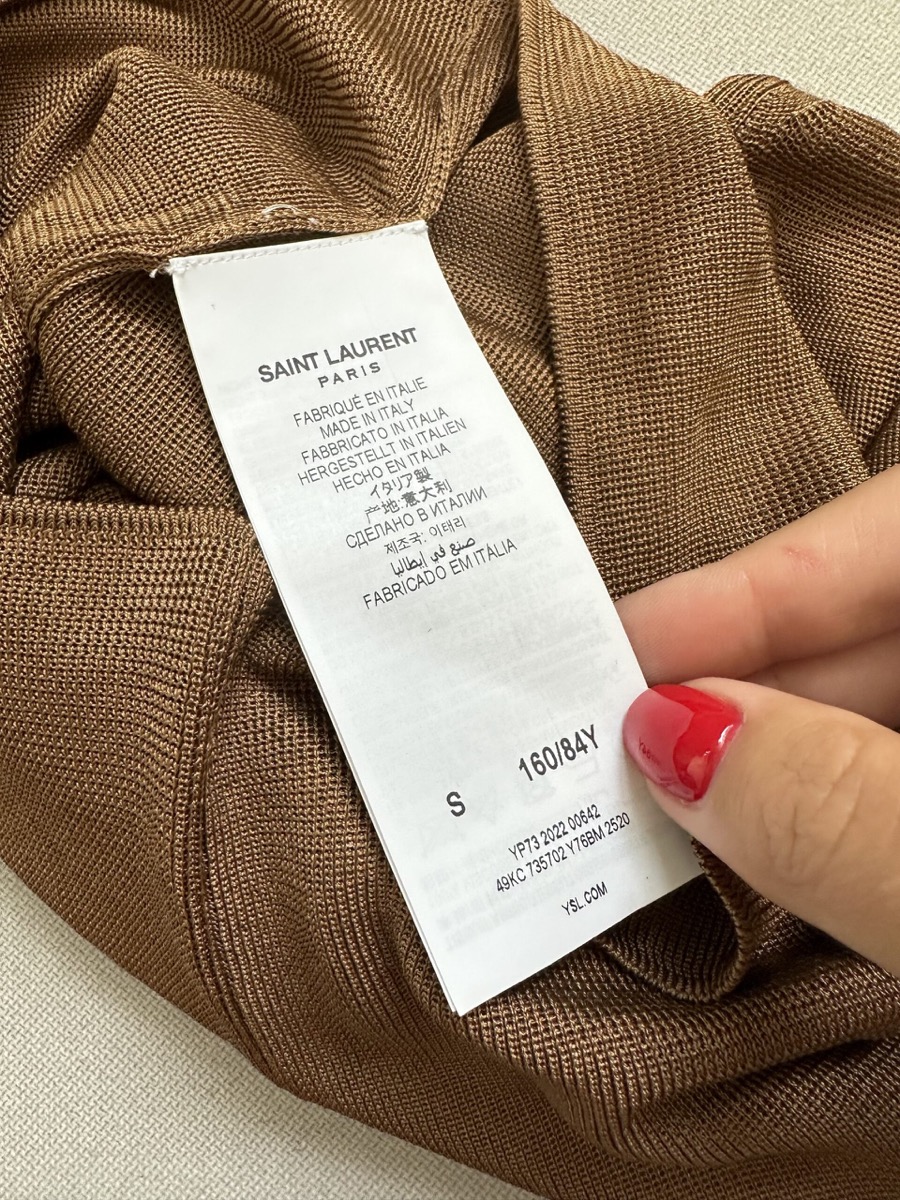 SAINT LAURENT
PARIS
FABRIQUÉ EN ITALIE
MADE IN ITALY
FABBRICATO IN ITALIA
HERGESTELLT IN ITALIEN
HECHO EN ITALIA
イタリア製
产地:意大利
СДЕЛАНО В ИТАЛИИ
제조국: 이태리
صنع في إيطاليا
FABRICADO EM ITÁLIA
S 160/84Y
YP73 2022 00642
49KC 735702 Y76BM 2520
YSL.COM